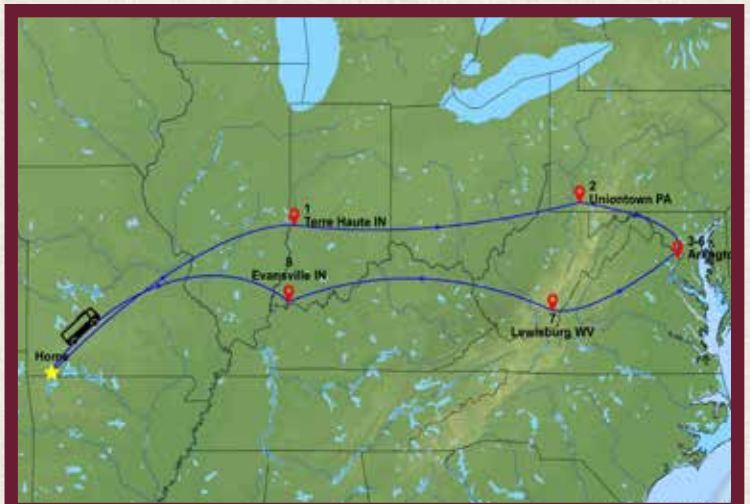 2
Uniontown PA
1
Terre Haute IN
3-6
8
Evansville IN
7
Lewisburg WV
Home